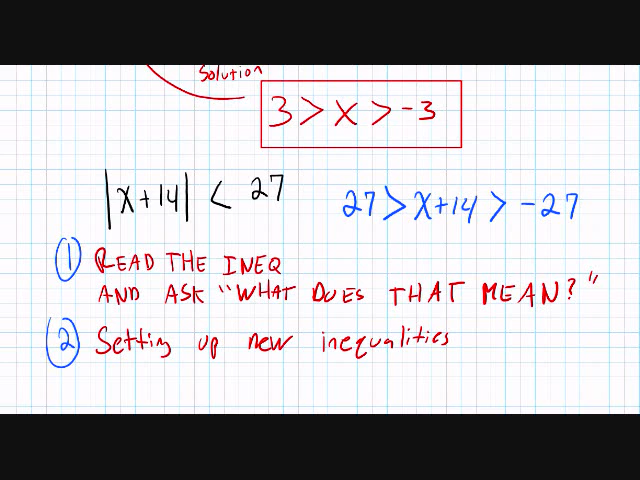 Solution
3 > x > -3
|x+14| < 27
27 > x+14 > -27
1 READ THE INEQ
AND ASK "WHAT DOES THAT MEAN?"
2 Setting up new inequalities